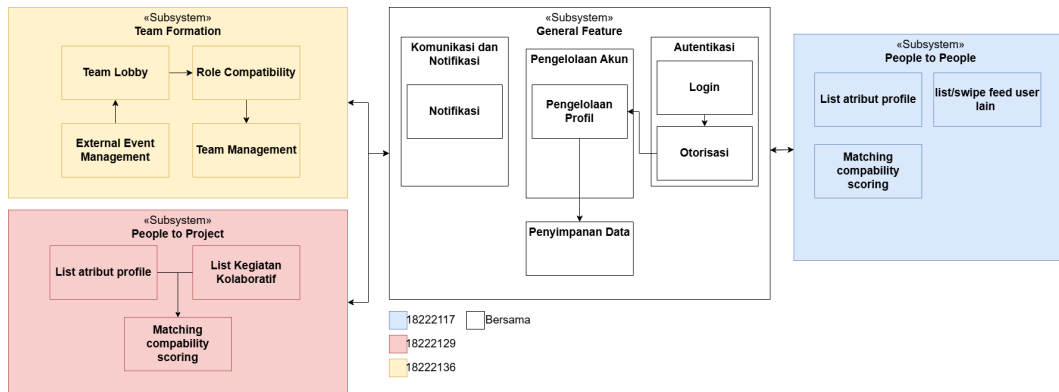 «Subsystem»
Team Formation
Team Lobby
Role Compatibility
External Event
Management
Team Management
«Subsystem»
People to Project
List atribut profile
List Kegiatan
Kolaboratif
Matching
compability
scoring
«Subsystem»
General Feature
Komunikasi dan
Notifikasi
Notifikasi
Pengelolaan Akun
Pengelolaan
Profil
Autentikasi
Login
Otorisasi
Penyimpanan Data
«Subsystem»
People to People
List atribut profile
list/swipe feed user
lain
Matching
compability
scoring
18222117
Bersama
18222129
18222136